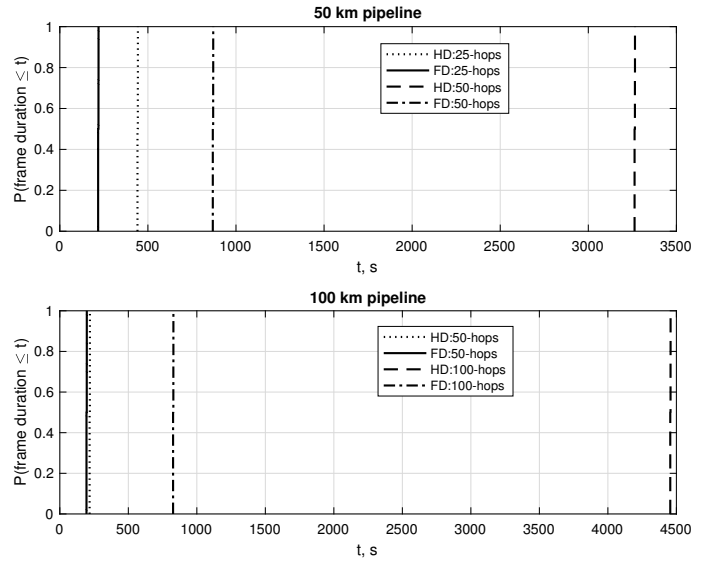 50 km pipeline
P(frame duration ≤ t)
1
0.8
0.6
0.4
0.2
0
HD:25-hops
FD:25-hops
HD:50-hops
FD:50-hops
0 500 1000 1500 2000 2500 3000 3500
t, s
100 km pipeline
P(frame duration ≤ t)
1
0.8
0.6
0.4
0.2
0
HD:50-hops
FD:50-hops
HD:100-hops
FD:100-hops
0 500 1000 1500 2000 2500 3000 3500 4000 4500
t, s